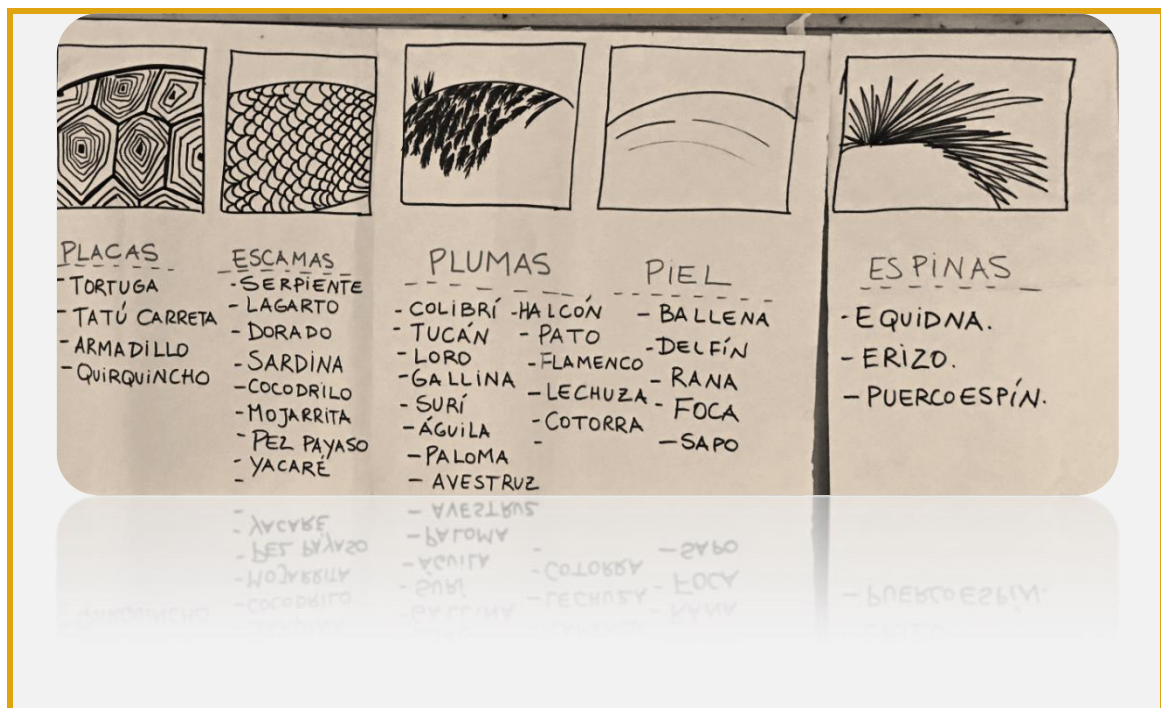 PLACAS
- TORTUGA
- TATÚ CARRETA
- ARMADILLO
- QUIRQUINCHO
ESCAMAS
- SERPIENTE
- LAGARTO
- DORADO
- SARDINA
- COCODRILO
- MOJARRITA
- PEZ PAYASO
- YACARÉ
-
PLUMAS
- COLIBRÍ
- TUCÁN
- LORO
- GALLINA
- SURÍ
- ÁGUILA
- PALOMA
- AVESTRUZ
- HALCÓN
- PATO
- FLAMENCO
- LECHUZA
- COTORRA
-
PIEL
- BALLENA
- DELFÍN
- RANA
- FOCA
- SAPO
ESPINAS
- EQUIDNA.
- ERIZO.
- PUERCOESPÍN.